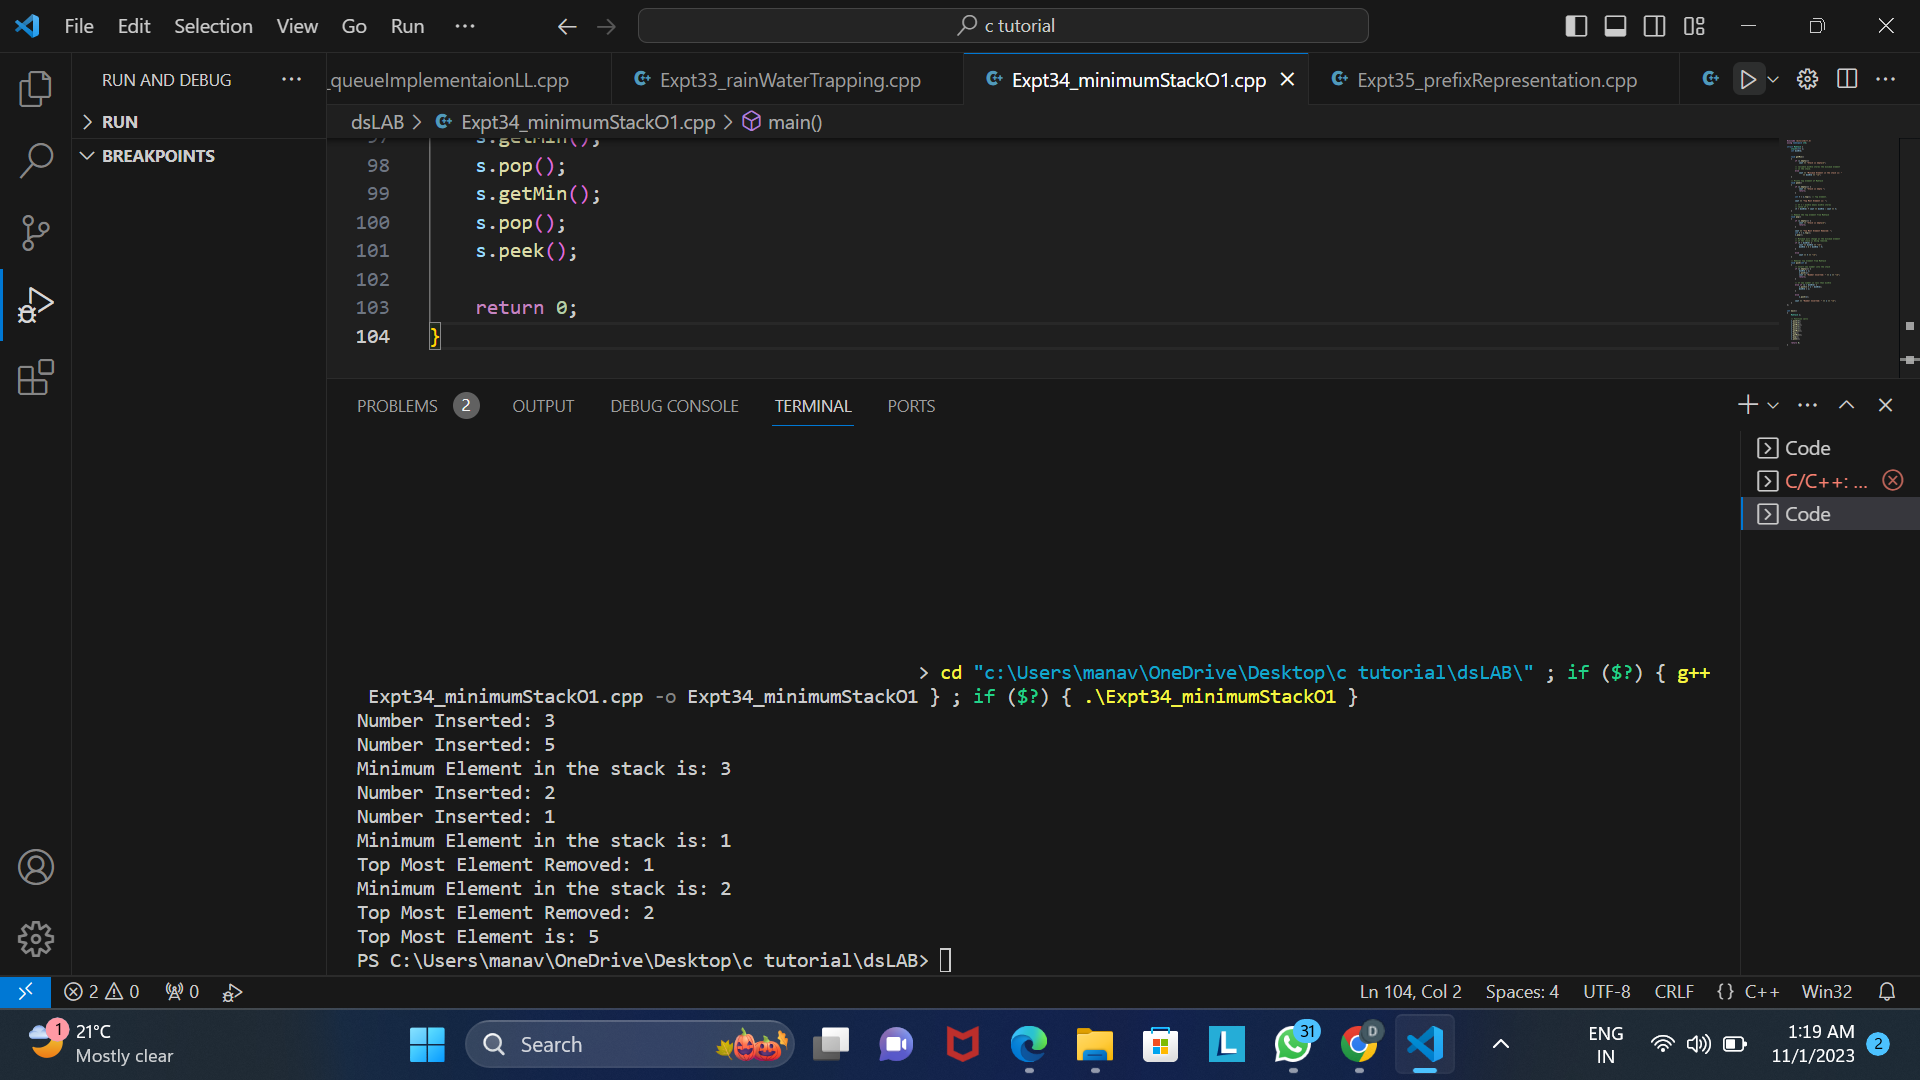 File Edit Selection View Go Run ... c tutorial
RUN AND DEBUG ... _queueImplementaionLL.cpp Expt33_rainWaterTrapping.cpp Expt34_minimumStackO1.cpp Expt35_prefixRepresentation.cpp
RUN
BREAKPOINTS
dsLAB > Expt34_minimumStackO1.cpp > main()
97 s.getMin();
98 s.pop();
99 s.getMin();
100 s.pop();
101 s.peek();
102
103 return 0;
104 }
PROBLEMS 2 OUTPUT DEBUG CONSOLE TERMINAL PORTS
Code
C/C++: ...
Code
> cd "c:\Users\manav\OneDrive\Desktop\c tutorial\dsLAB\" ; if ($?) { g++
Expt34_minimumStackO1.cpp -o Expt34_minimumStackO1 } ; if ($?) { .\Expt34_minimumStackO1 }
Number Inserted: 3
Number Inserted: 5
Minimum Element in the stack is: 3
Number Inserted: 2
Number Inserted: 1
Minimum Element in the stack is: 1
Top Most Element Removed: 1
Minimum Element in the stack is: 2
Top Most Element Removed: 2
Top Most Element is: 5
PS C:\Users\manav\OneDrive\Desktop\c tutorial\dsLAB>
2 0 0 Ln 104, Col 2 Spaces: 4 UTF-8 CRLF {} C++ Win32
1 21°C
Mostly clear
Search
L
31
D
ENG
IN
1:19 AM
11/1/2023
2